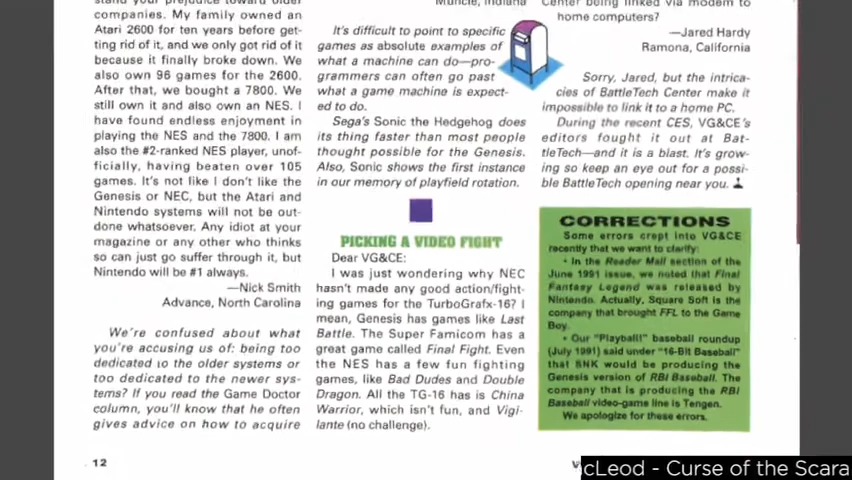 stand your prejudice toward older
companies. My family owned an
Atari 2600 for ten years before get-
ting rid of it, and we only got rid of it
because it finally broke down. We
also own 96 games for the 2600.
After that, we bought a 7800. We
still own it and also own an NES. I
have found endless enjoyment in
playing the NES and the 7800. I am
also the #2-ranked NES player, unof-
ficially, having beaten over 105
games. It's not like I don't like the
Genesis or NEC, but the Atari and
Nintendo systems will not be out-
done whatsoever. Any idiot at your
magazine or any other who thinks
so can just go suffer through it, but
Nintendo will be #1 always.
—Nick Smith
Advance, North Carolina
We're confused about what
you're accusing us of: being too
dedicated to the older systems or
too dedicated to the newer sys-
tems? If you read the Game Doctor
column, you'll know that he often
gives advice on how to acquire
12
Muncie, Indiana
It's difficult to point to specific
games as absolute examples of
what a machine can do—pro-
grammers can often go past
what a game machine is expect-
ed to do.
Sega's Sonic the Hedgehog does
its thing faster than most people
thought possible for the Genesis.
Also, Sonic shows the first instance
in our memory of playfield rotation.
PICKING A VIDEO FIGHT
Dear VG&CE:
I was just wondering why NEC
hasn't made any good action/fight-
ing games for the TurboGrafx-16? I
mean, Genesis has games like Last
Battle. The Super Famicom has a
great game called Final Fight. Even
the NES has a few fun fighting
games, like Bad Dudes and Double
Dragon. All the TG-16 has is China
Warrior, which isn't fun, and Vigi-
lante (no challenge).
Center being linked via modem to
home computers?
—Jared Hardy
Ramona, California
Sorry, Jared, but the intrica-
cies of BattleTech Center make it
impossible to link it to a home PC.
During the recent CES, VG&CE's
editors fought it out at Bat-
tleTech—and it is a blast. It's grow-
ing so keep an eye out for a possi-
ble BattleTech opening near you.
CORRECTIONS
Some errors crept into VG&CE
recently that we want to clarify:
• In the Reader Mail section of the
June 1991 issue, we noted that Final
Fantasy Legend was released by
Nintendo. Actually, Square Soft is the
company that brought FFL to the Game
Boy.
• Our "Playball!" baseball roundup
(July 1991) said under "16-Bit Baseball"
that SNK would be producing the
Genesis version of RBI Baseball. The
company that is producing the RBI
Baseball video-game line is Tengen.
We apologize for these errors.
cLeod - Curse of the Scara